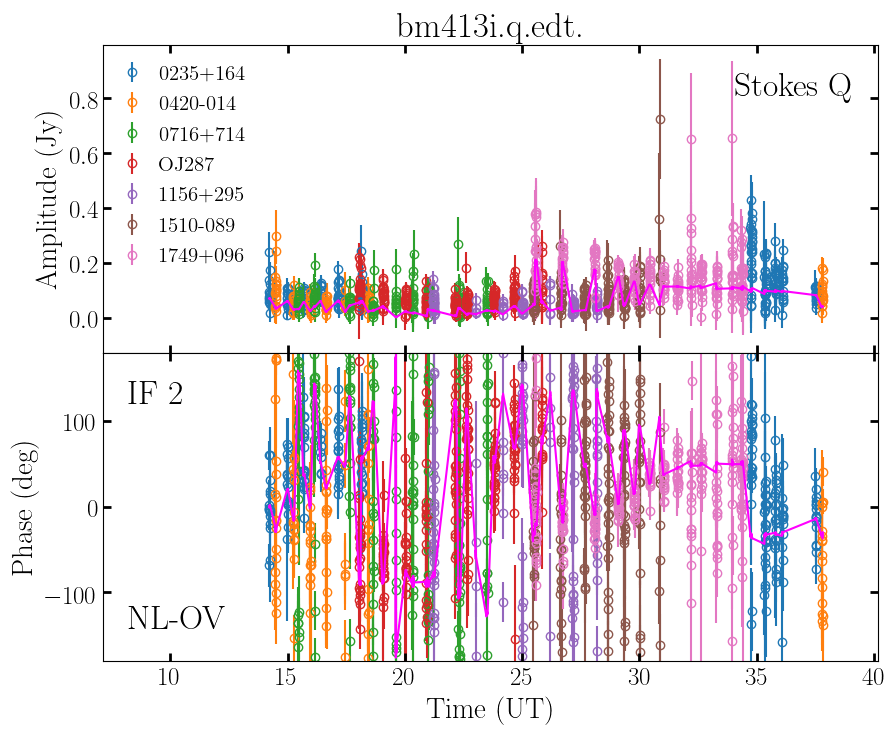 bm413i.q.edt.
Stokes Q
0235+164
0420-014
0716+714
OJ287
1156+295
1510-089
1749+096
Amplitude (Jy)
0.8
0.6
0.4
0.2
0.0
IF 2
NL-OV
Phase (deg)
100
0
−100
10 15 20 25 30 35 40
Time (UT)